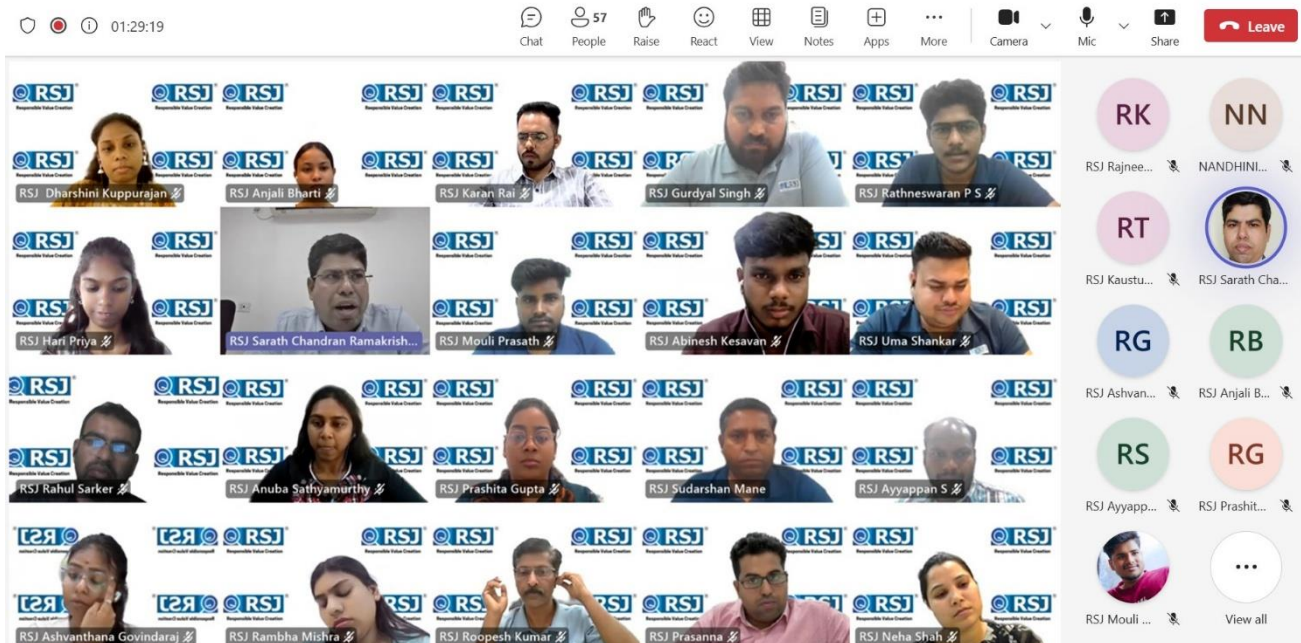 01:29:19
Chat
57
People
Raise
React
View
Notes
Apps
More
Camera
Mic
Share
Leave
RSJ
Responsible Value Creation
RSJ Dharshini Kuppurajan
RSJ Anjali Bharti
RSJ Karan Rai
RSJ Gurdyal Singh
RSJ Rathneswaran P S
RSJ Hari Priya
RSJ Sarath Chandran Ramakrish...
RSJ Mouli Prasath
RSJ Abinesh Kesavan
RSJ Uma Shankar
RSJ Rahul Sarker
RSJ Anuba Sathyamurthy
RSJ Prashita Gupta
RSJ Sudarshan Mane
RSJ Ayyappan S
RSJ Ashvanthana Govindaraj
RSJ Rambha Mishra
RSJ Roopesh Kumar
RSJ Prasanna
RSJ Neha Shah
RK
RSJ Rajnee...
NN
NANDHINI...
RT
RSJ Kaustu...
RSJ Sarath Cha...
RG
RSJ Ashvan...
RB
RSJ Anjali B...
RS
RSJ Ayyapp...
RG
RSJ Prashit...
RSJ Mouli ...
View all